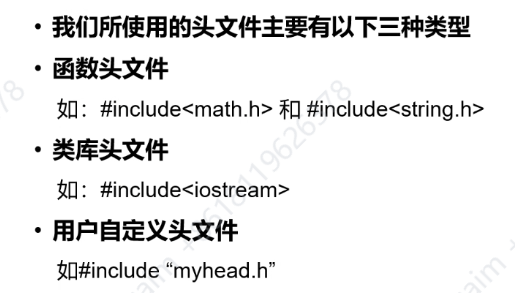 • 我们所使用的头文件主要有以下三种类型
• 函数头文件
如：#include<math.h> 和 #include<string.h>
• 类库头文件
如：#include<iostream>
• 用户自定义头文件
如#include “myhead.h”